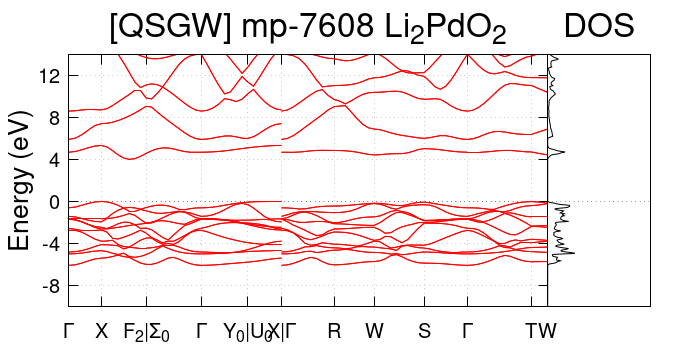 [QSGW] mp-7608 Li₂PdO₂ DOS
Energy (eV)
12
8
4
0
-4
-8
Γ X F₂|Σ₀ Γ Y₀|U₀X|Γ R W S Γ TW